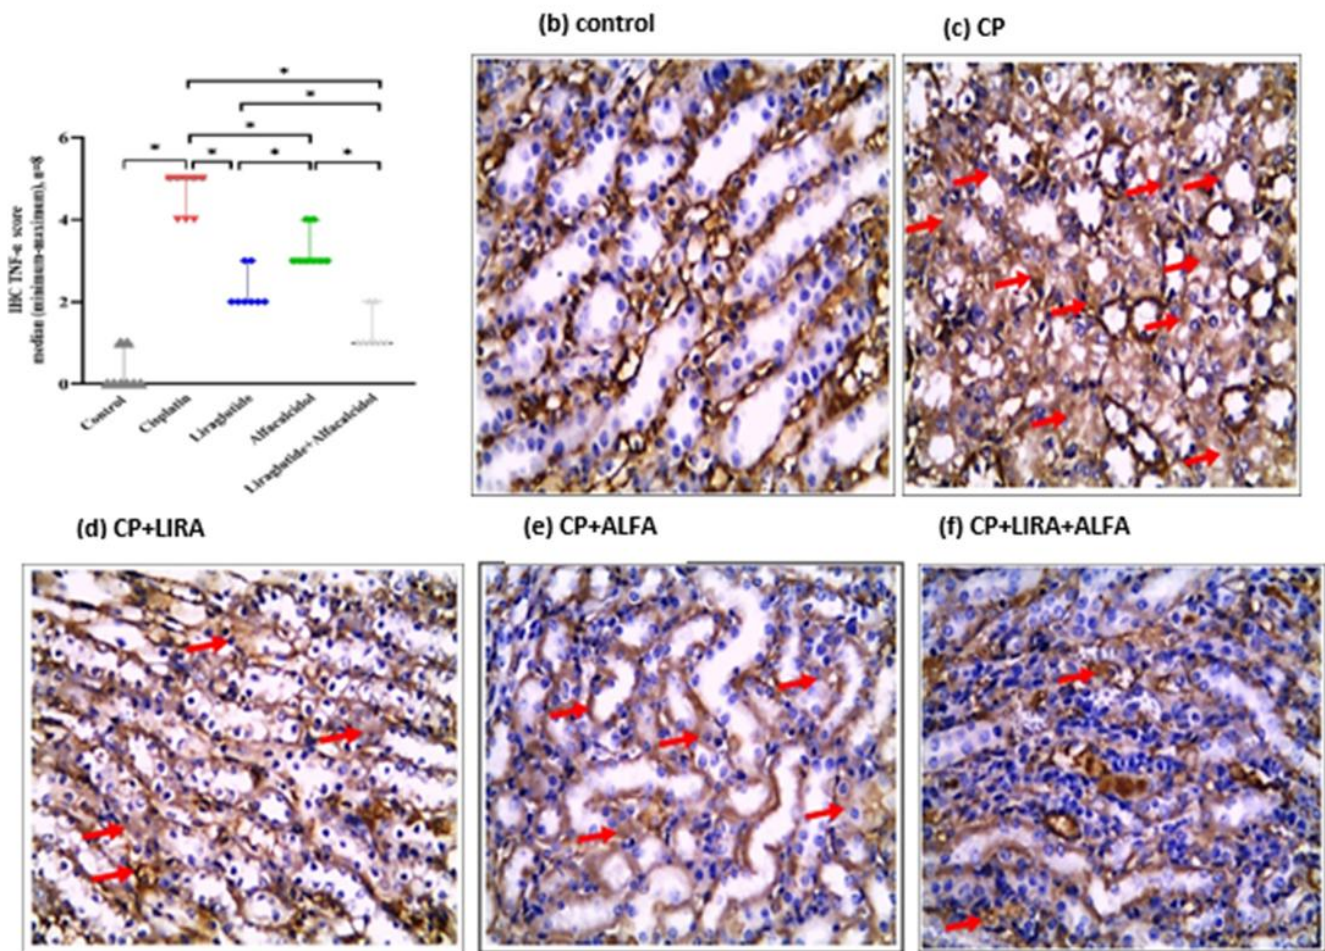 (b) control
(c) CP
*
*
*
* * * *
6
4
2
0
IHC TNF-α score
median (minimum-maximum), n=8
Control
Cisplatin
Liraglutide
Alfacalcidol
Liraglutide+Alfacalcidol
(d) CP+LIRA
(e) CP+ALFA
(f) CP+LIRA+ALFA